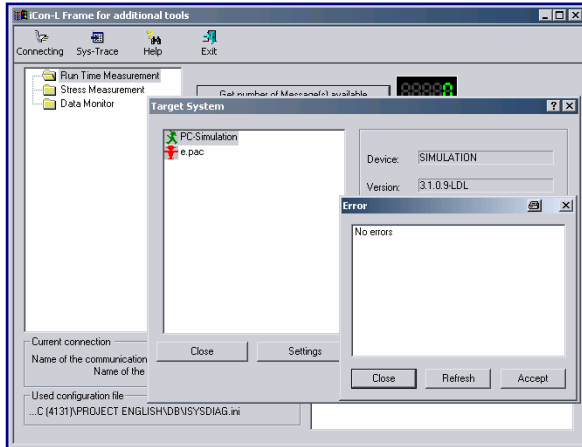 iCon-L Frame for additional tools
Connecting Sys-Trace Help Exit
Run Time Measurement
Stress Measurement
Data Monitor
Get number of Message(s) available
0
Target System
PC-Simulation
e.pac
Device: SIMULATION
Version: 3.1.0.9-LDL
Error
No errors
Close Refresh Accept
Close Settings
Current connection
Name of the communication
Name of the
Used configuration file
...C (4131)\PROJECT ENGLISH\DB\ISYSDIAG.ini